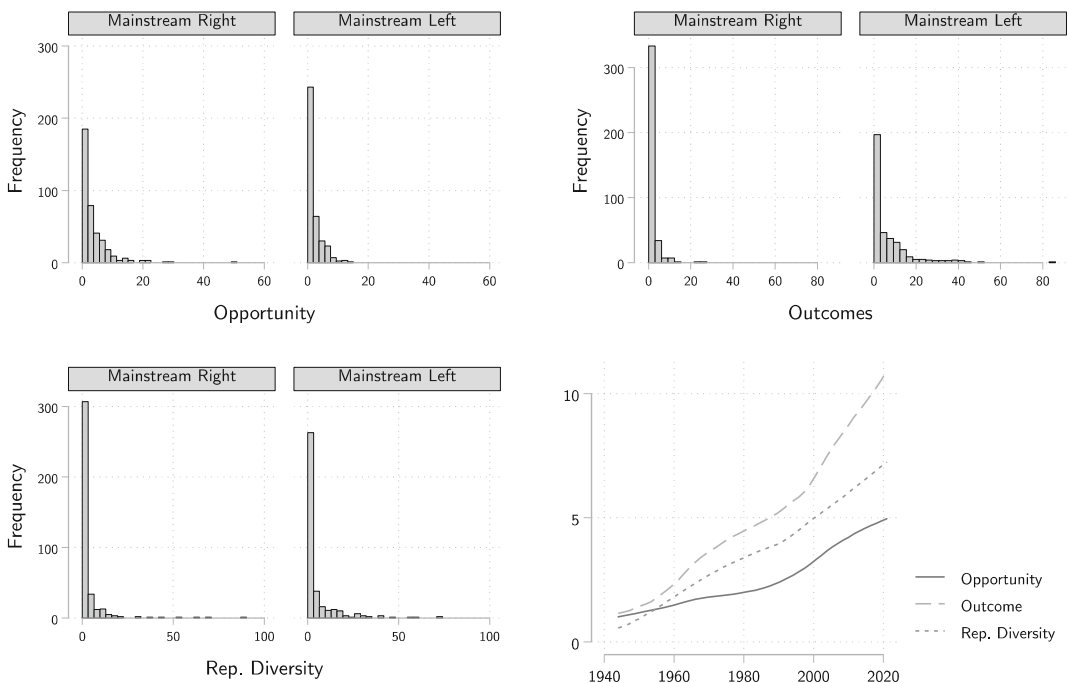 Mainstream Right
Mainstream Left
Frequency
300
200
100
0
0 20 40 60
0 20 40 60
Opportunity
Mainstream Right
Mainstream Left
Frequency
300
200
100
0
0 20 40 60 80
0 20 40 60 80
Outcomes
Mainstream Right
Mainstream Left
Frequency
300
200
100
0
0 50 100
0 50 100
Rep. Diversity
10
5
0
1940 1960 1980 2000 2020
Opportunity
Outcome
Rep. Diversity